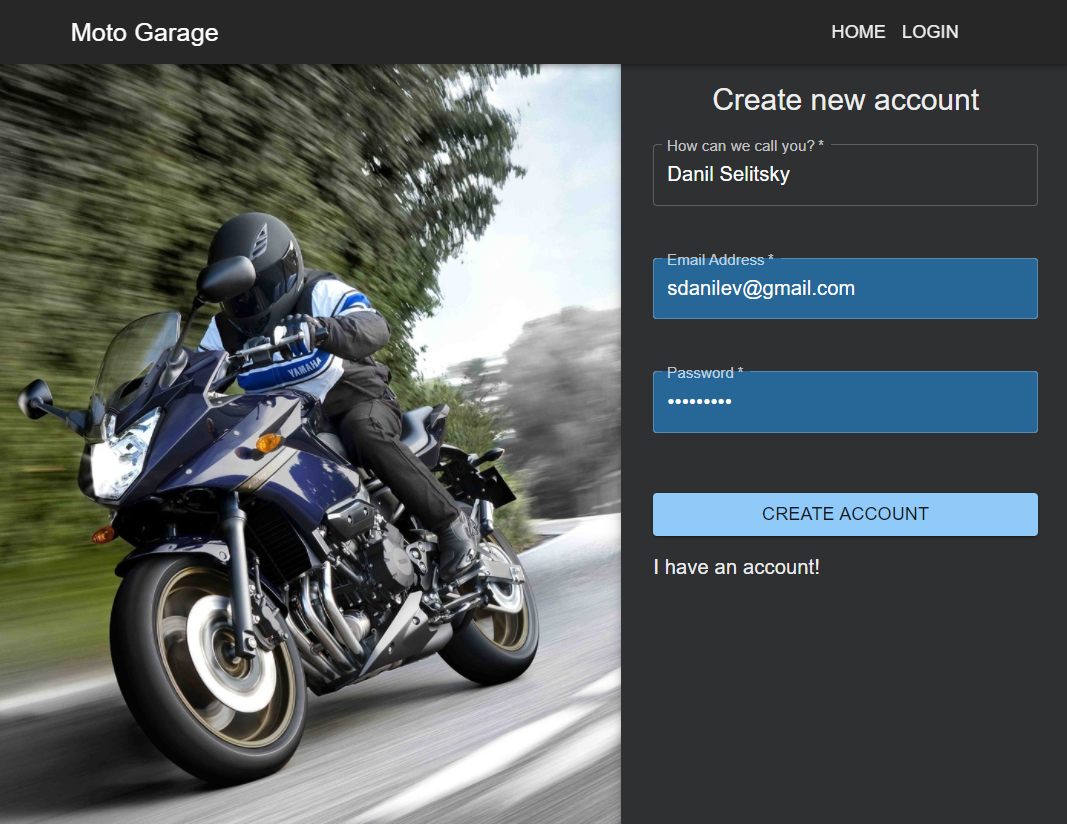 Moto Garage
HOME LOGIN
Create new account
How can we call you? *
Danil Selitsky
Email Address *
sdanilev@gmail.com
Password *
•••••••••
CREATE ACCOUNT
I have an account!
YAMAHA